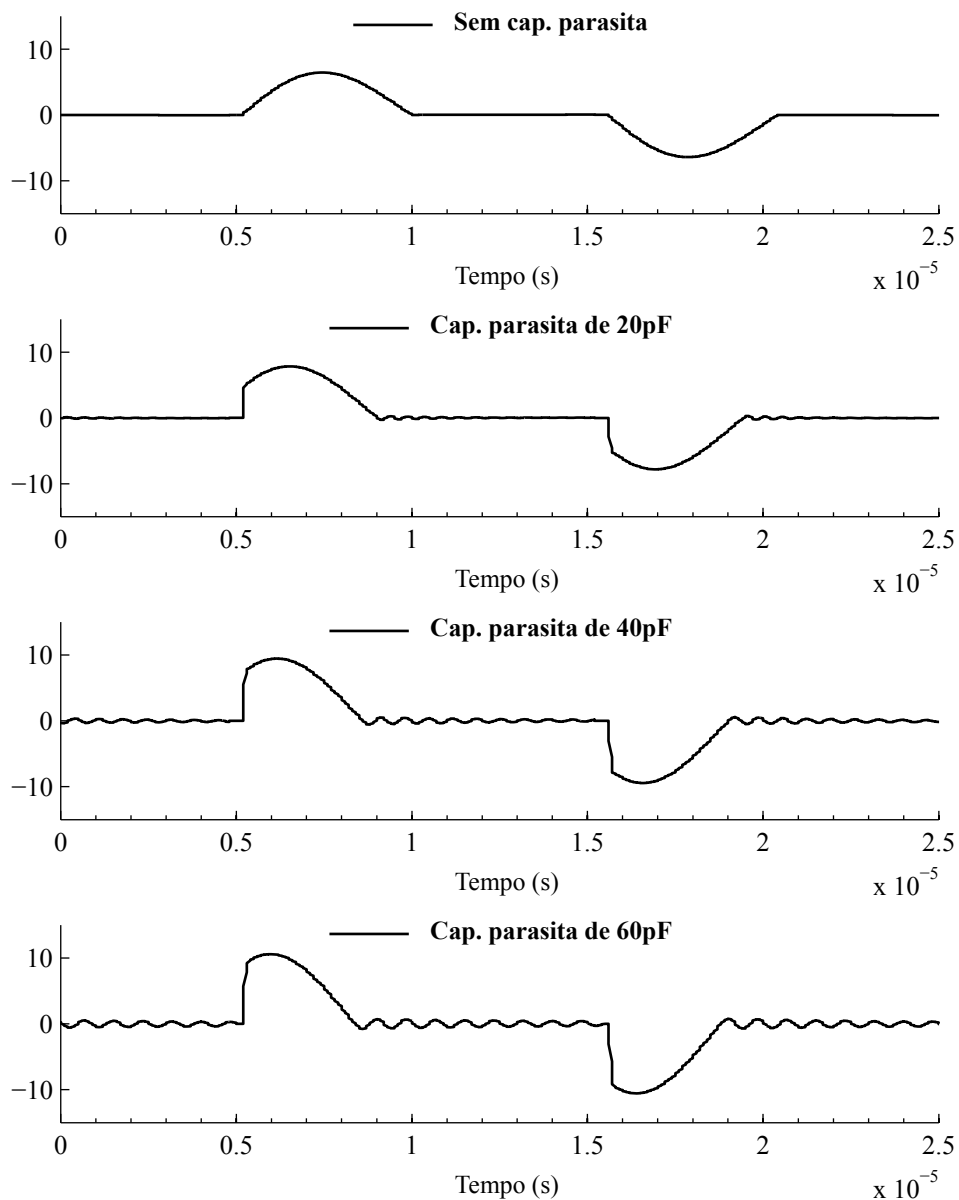 Sem cap. parasita
10
0
−10
0 0.5 1 1.5 2 2.5
Tempo (s)
x 10⁻⁵
Cap. parasita de 20pF
10
0
−10
0 0.5 1 1.5 2 2.5
Tempo (s)
x 10⁻⁵
Cap. parasita de 40pF
10
0
−10
0 0.5 1 1.5 2 2.5
Tempo (s)
x 10⁻⁵
Cap. parasita de 60pF
10
0
−10
0 0.5 1 1.5 2 2.5
Tempo (s)
x 10⁻⁵